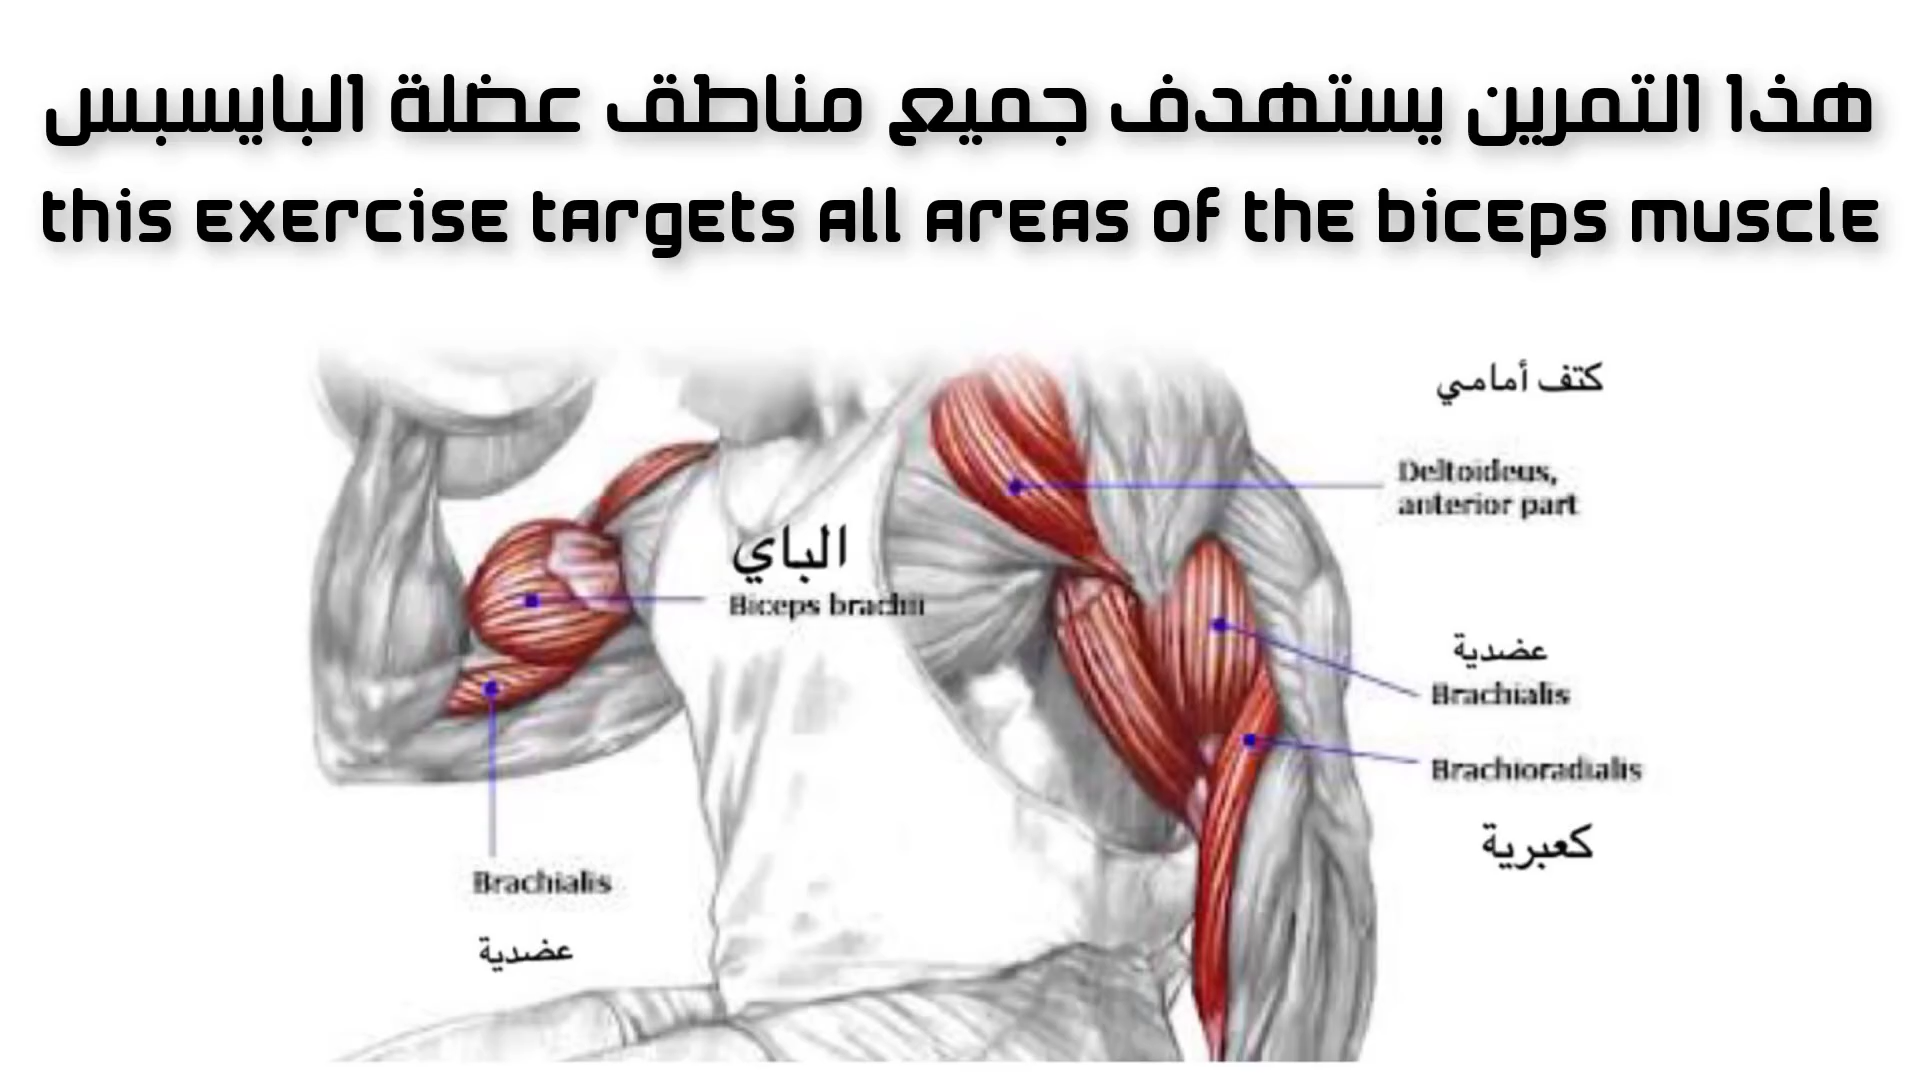 هذا التمرين يستهدف جميع مناطق عضلة البايسبس
this exercise targets all areas of the biceps muscle
كتف أمامي
Deltoideus,
anterior part
الباي
Biceps brachii
عضدية
Brachialis
Brachioradialis
كعبرية
Brachialis
عضدية